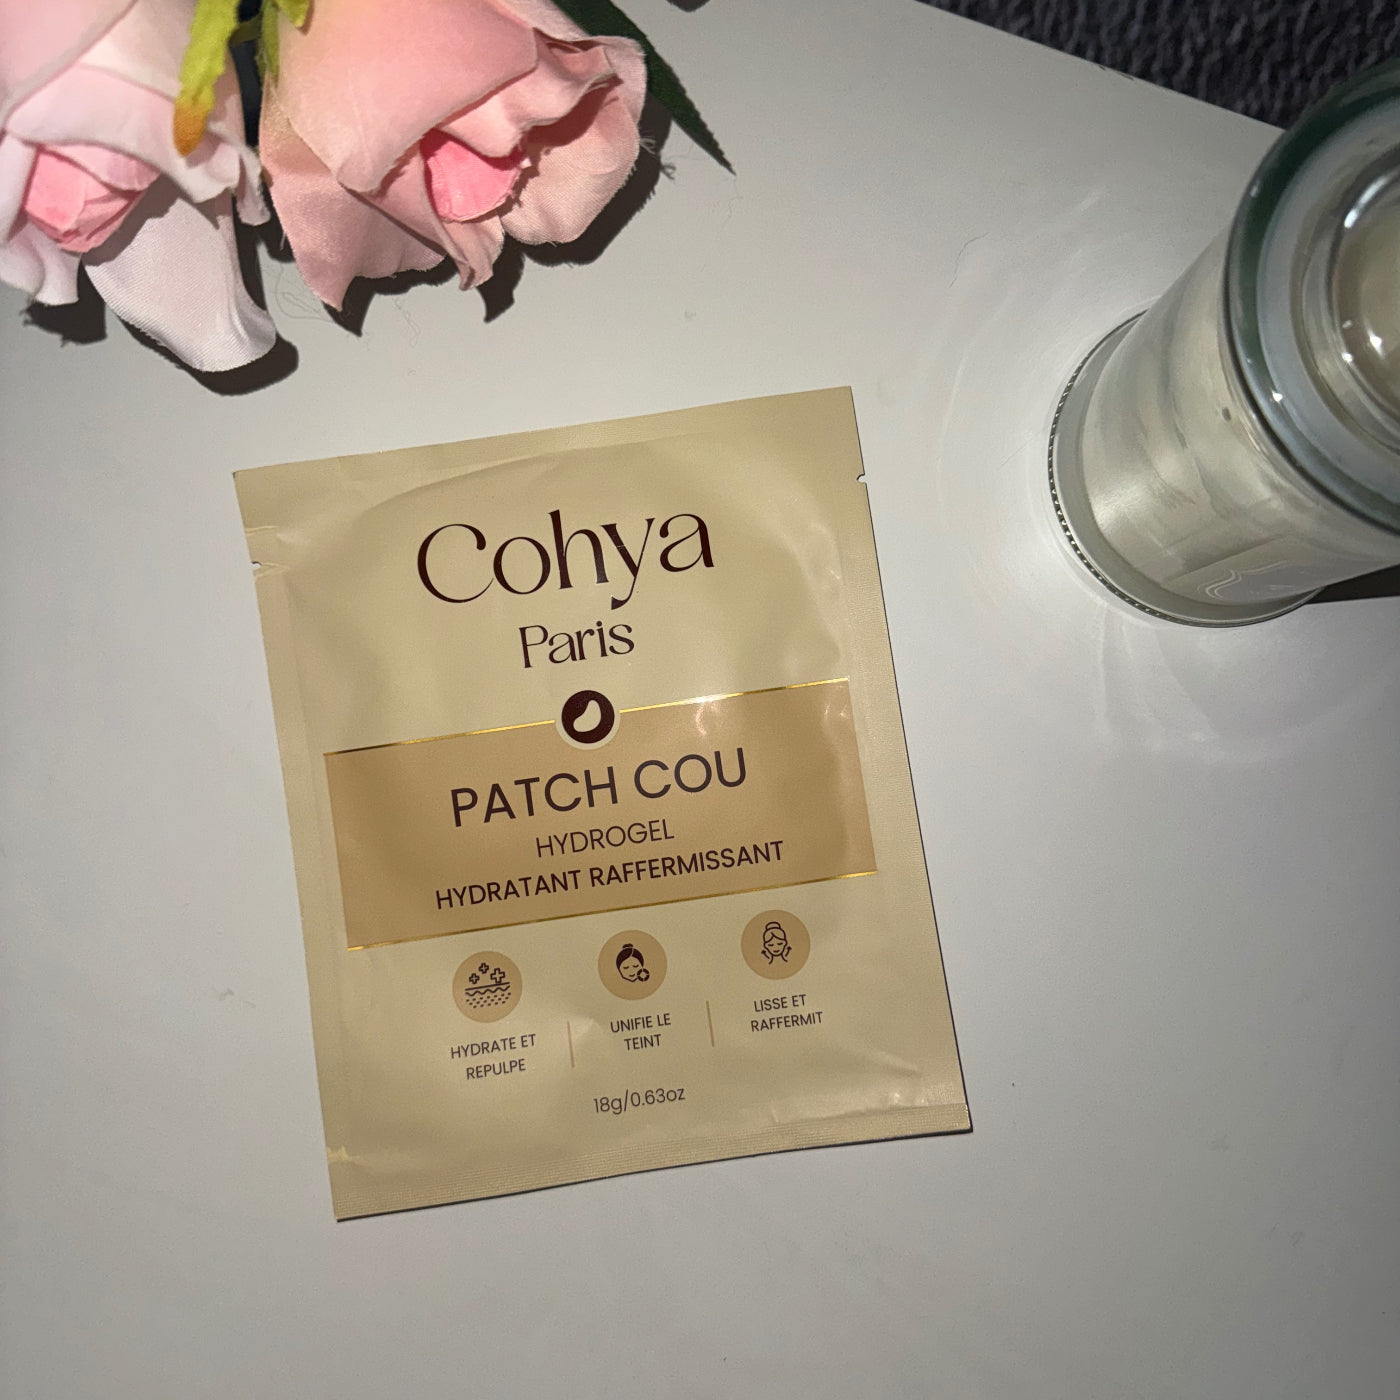 Cohya
Paris
PATCH COU
HYDROGEL
HYDRATANT RAFFERMISSANT
HYDRATE ET
REPULPE
UNIFIE LE
TEINT
LISSE ET
RAFFERMIT
18g/0.63oz